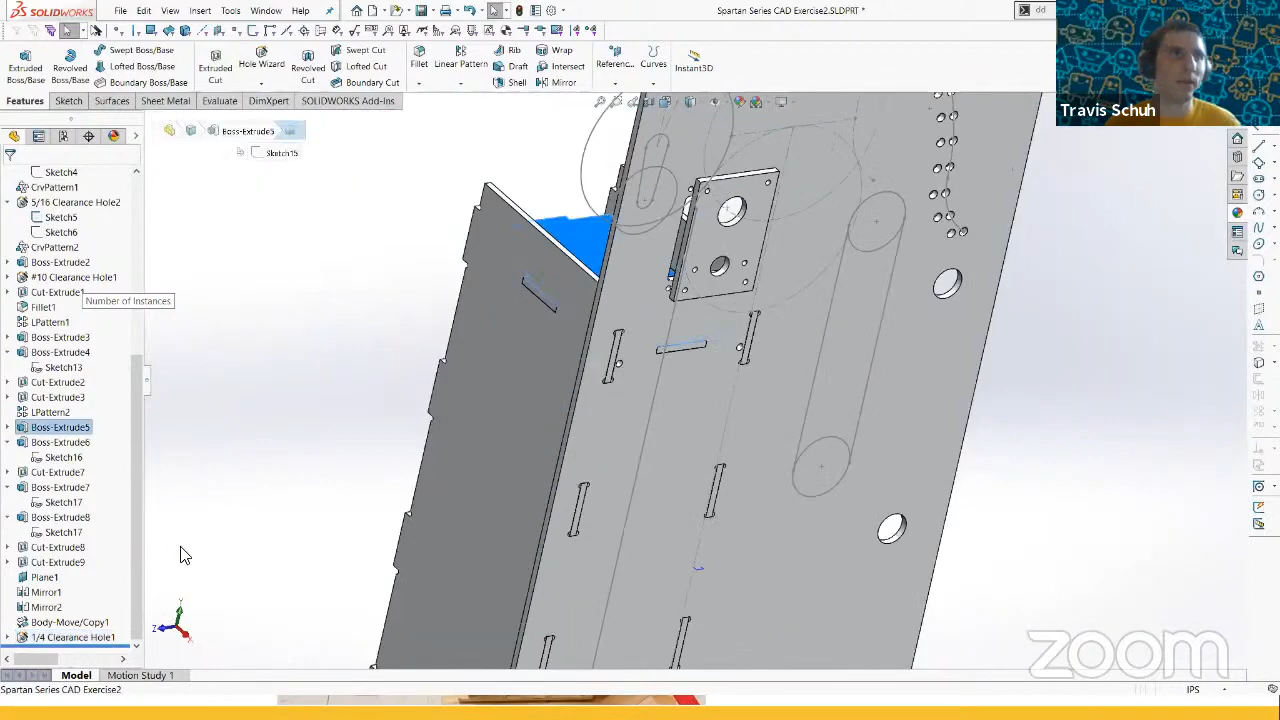 SOLIDWORKS
File Edit View Insert Tools Window Help
Spartan Series CAD Exercise2.SLDPRT *
dd
Extruded Boss/Base
Revolved Boss/Base
Swept Boss/Base
Lofted Boss/Base
Boundary Boss/Base
Extruded Cut
Hole Wizard
Revolved Cut
Swept Cut
Lofted Cut
Boundary Cut
Fillet
Linear Pattern
Rib
Draft
Shell
Wrap
Intersect
Mirror
Referenc...
Curves
Instant3D
Features Sketch Surfaces Sheet Metal Evaluate DimXpert SOLIDWORKS Add-Ins
Travis Schuh
Boss-Extrude5
Sketch15
Sketch4
CrvPattern1
5/16 Clearance Hole2
Sketch5
Sketch6
CrvPattern2
Boss-Extrude2
#10 Clearance Hole1
Cut-Extrude1
Number of Instances
Fillet1
LPattern1
Boss-Extrude3
Boss-Extrude4
Sketch13
Cut-Extrude2
Cut-Extrude3
LPattern2
Boss-Extrude5
Boss-Extrude6
Sketch16
Cut-Extrude7
Boss-Extrude7
Sketch17
Boss-Extrude8
Sketch17
Cut-Extrude8
Cut-Extrude9
Plane1
Mirror1
Mirror2
Body-Move/Copy1
1/4 Clearance Hole1
Y
Z
X
zoom
Model Motion Study 1
Spartan Series CAD Exercise2
IPS